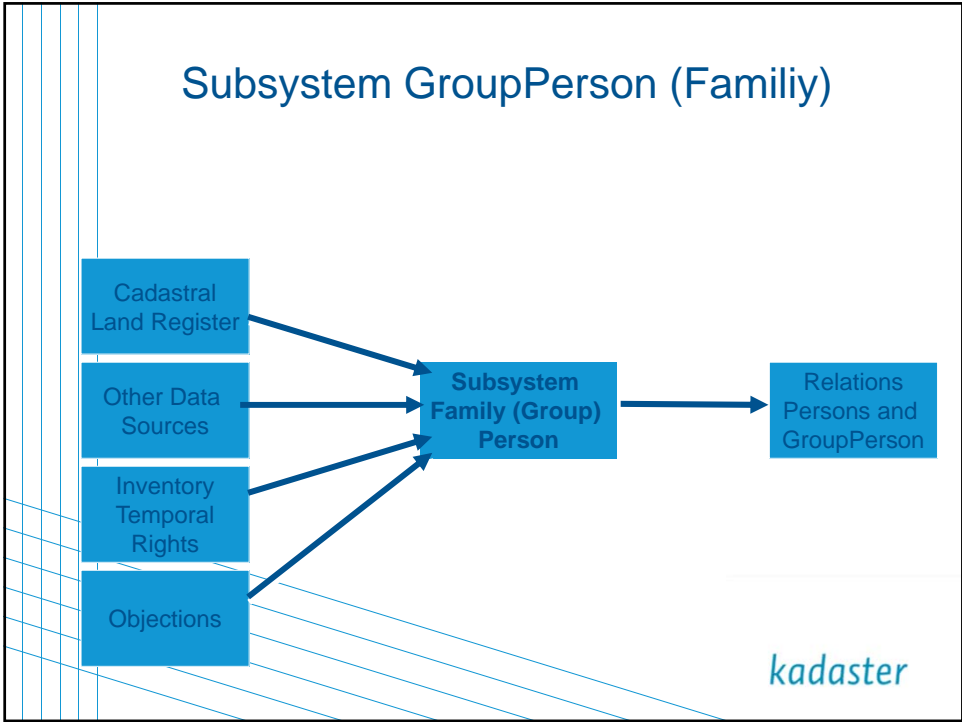 Subsystem GroupPerson (Familiy)
Cadastral
Land Register
Other Data
Sources
Inventory
Temporal
Rights
Objections
Subsystem
Family (Group)
Person
Relations
Persons and
GroupPerson
kadaster